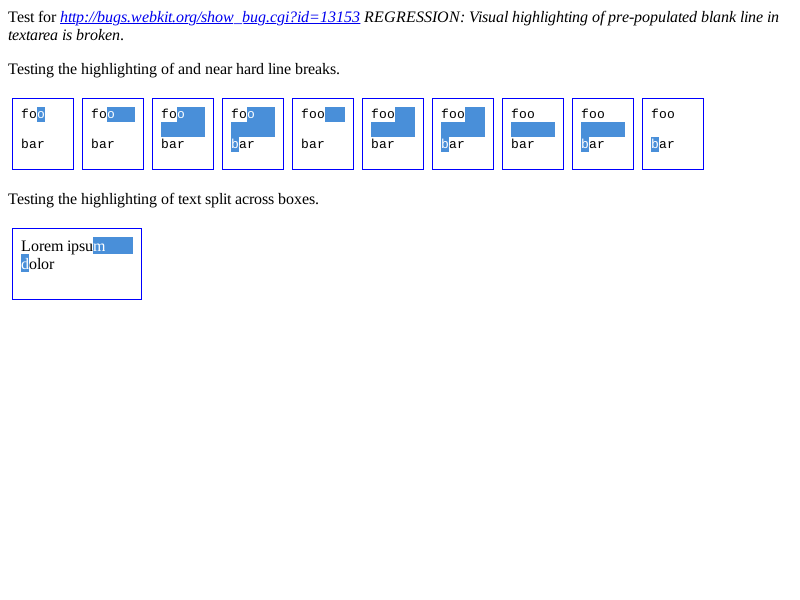 Test for http://bugs.webkit.org/show_bug.cgi?id=13153 REGRESSION: Visual highlighting of pre-populated blank line in
textarea is broken.
Testing the highlighting of and near hard line breaks.
foo foo foo foo foo foo foo foo foo foo
bar bar bar bar bar bar bar bar bar bar
Testing the highlighting of text split across boxes.
Lorem ipsum
dolor